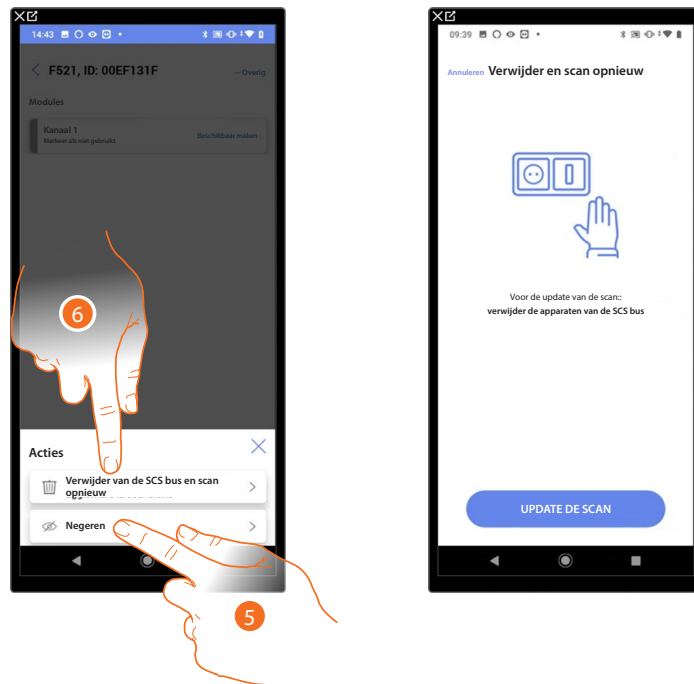 14:43
F521, ID: 00EF131F
Overig
Modules
Kanaal 1
Markeer als niet gebruikt
Beschikbaar maken
6
Acties
Verwijder van de SCS bus en scan
opnieuw
Negeren
5
09:39
Annuleren Verwijder en scan opnieuw
Voor de update van de scan::
verwijder de apparaten van de SCS bus
UPDATE DE SCAN